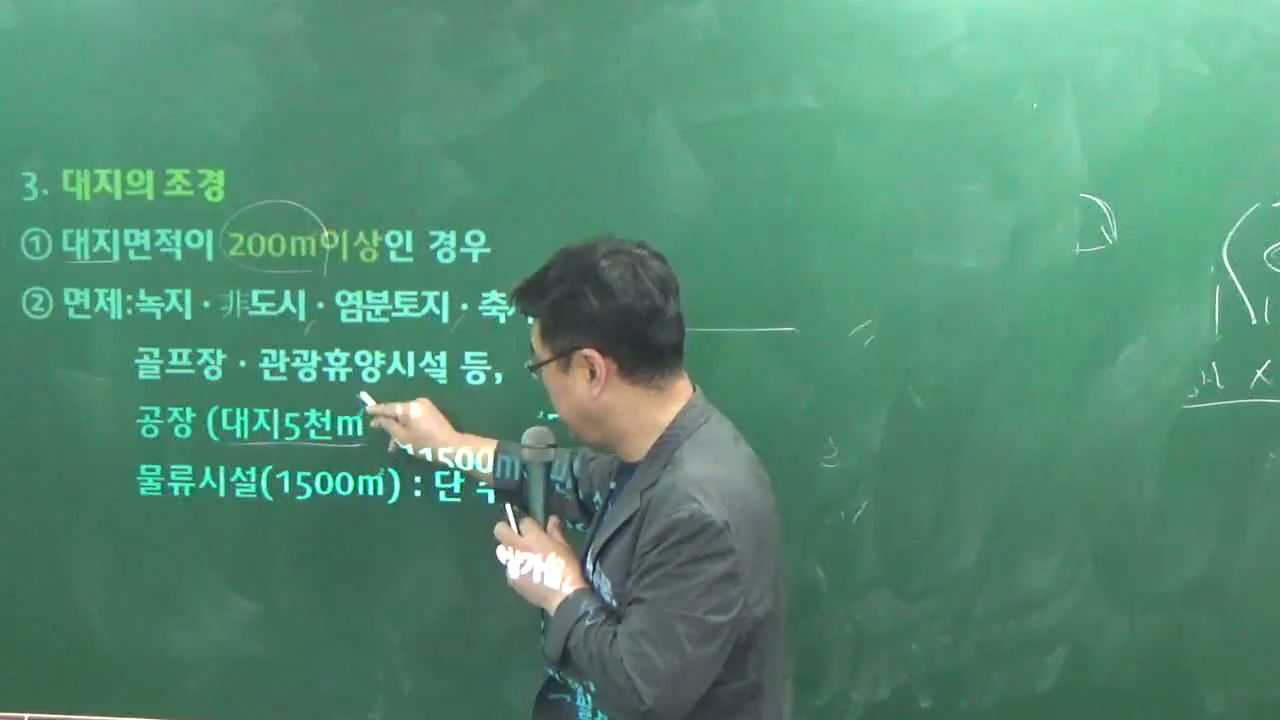 3. 대지의 조경
① 대지면적이 200㎡이상인 경우
② 면제:녹지·非도시·염분토지·축사
골프장·관광휴양시설 등,
공장 (대지5천㎡
물류시설(1500㎡) : 단